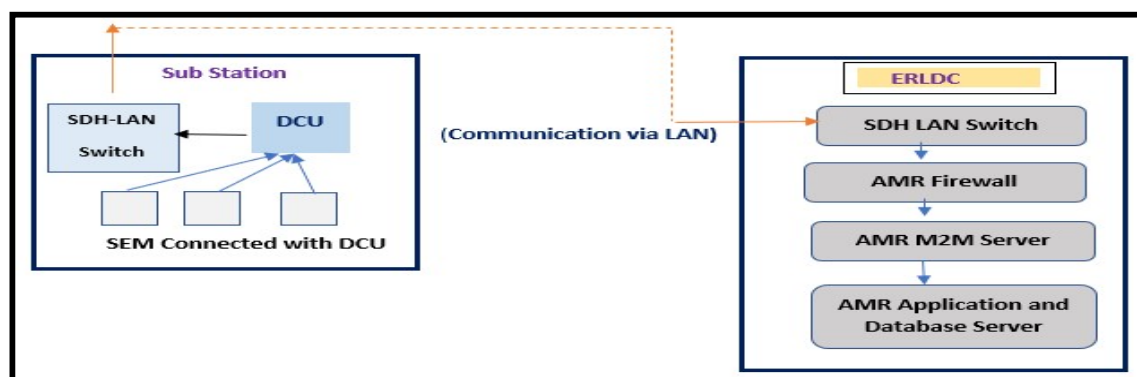 Sub Station
SDH-LAN
Switch
DCU
SEM Connected with DCU
(Communication via LAN)
ERLDC
SDH LAN Switch
AMR Firewall
AMR M2M Server
AMR Application and
Database Server